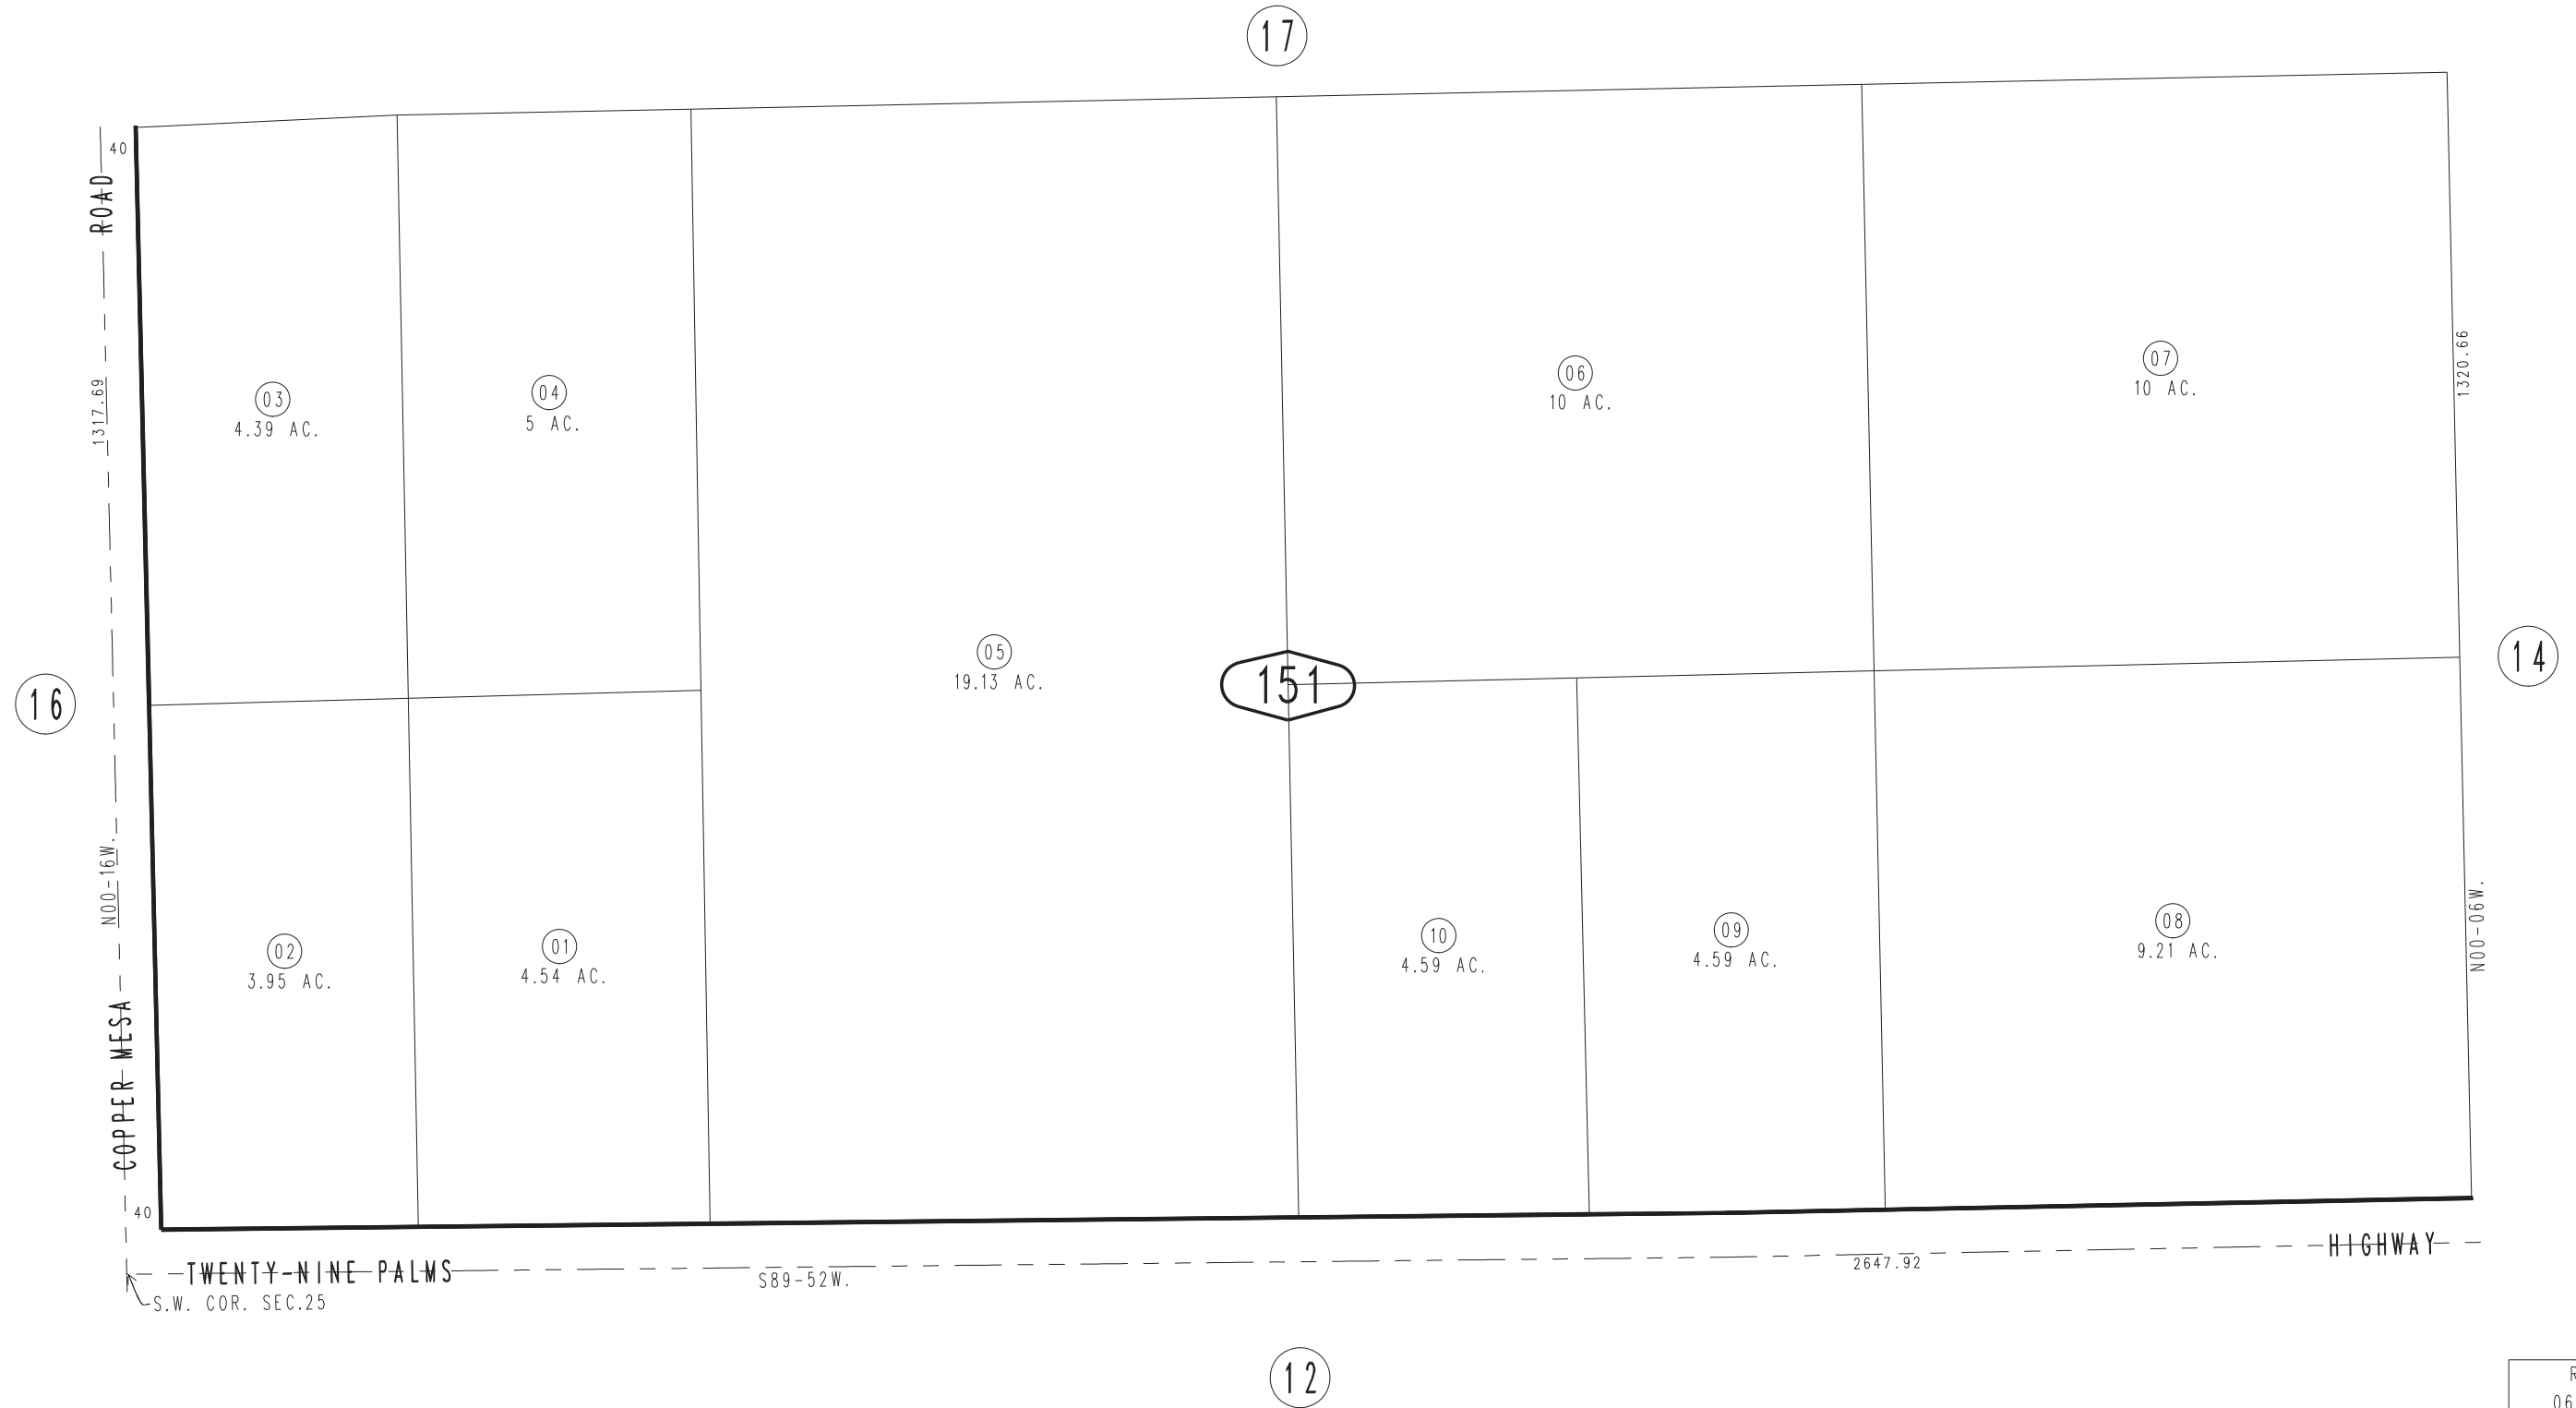 17
40
ROAD
1317.69
03
4.39 AC.
04
5 AC.
05
19.13 AC.
06
10 AC.
07
10 AC.
1320.66
16
151
14
N00-16W.
COPPER MESA
02
3.95 AC.
01
4.54 AC.
10
4.59 AC.
09
4.59 AC.
08
9.21 AC.
N00-06W.
40
TWENTY-NINE PALMS
HIGHWAY
S89-52W.
2647.92
S.W. COR. SEC.25
12
06